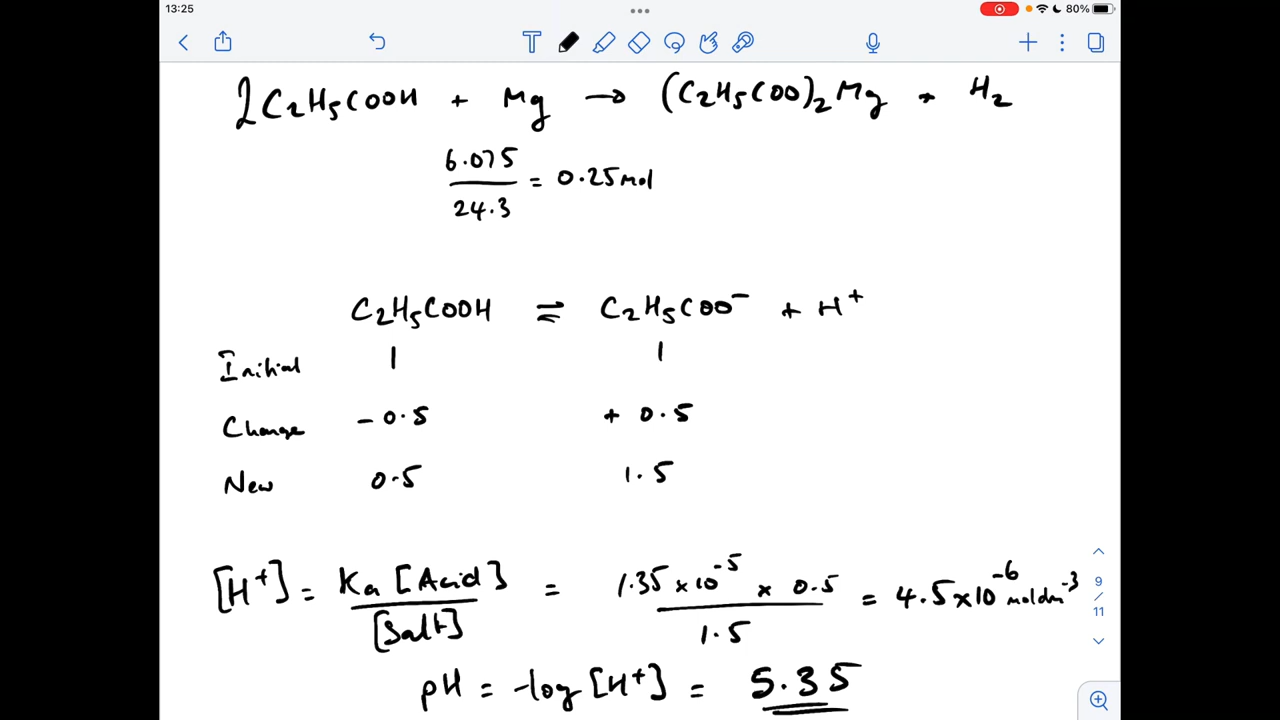 13:25
80%
2C₂H₅COOH + Mg → (C₂H₅COO)₂Mg + H₂
6.075
24.3
= 0.25mol
C₂H₅COOH ⇌ C₂H₅COO⁻ + H⁺
Initial 1 1
Change - 0.5 + 0.5
New 0.5 1.5
[H⁺] = Ka [Acid] / [Salt] = 1.35 × 10⁻⁵ × 0.5 / 1.5 = 4.5×10⁻⁶ moldm⁻³
pH = -log [H⁺] = 5.35
9
/
11